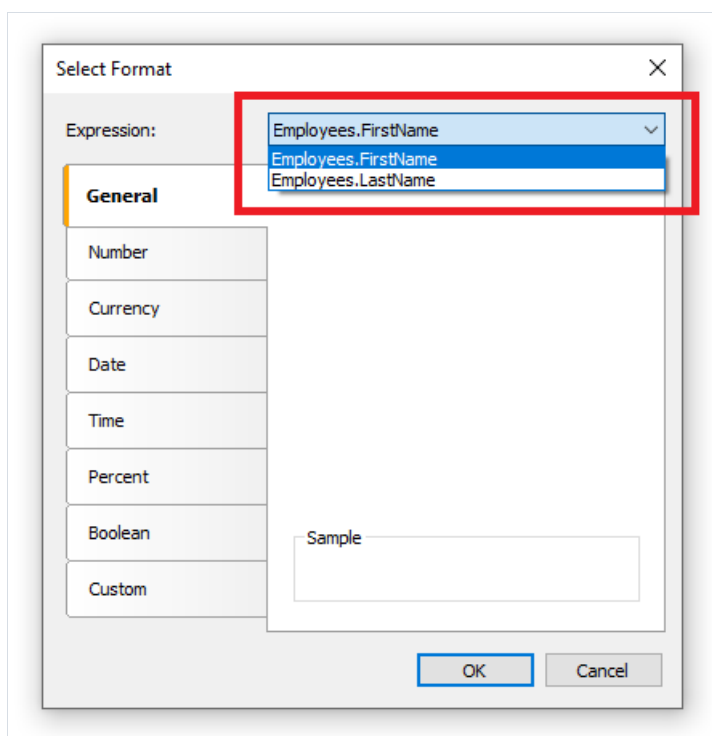 Select Format
Expression:
Employees.FirstName
Employees.FirstName
Employees.LastName
General
Number
Currency
Date
Time
Percent
Boolean
Custom
Sample
OK
Cancel